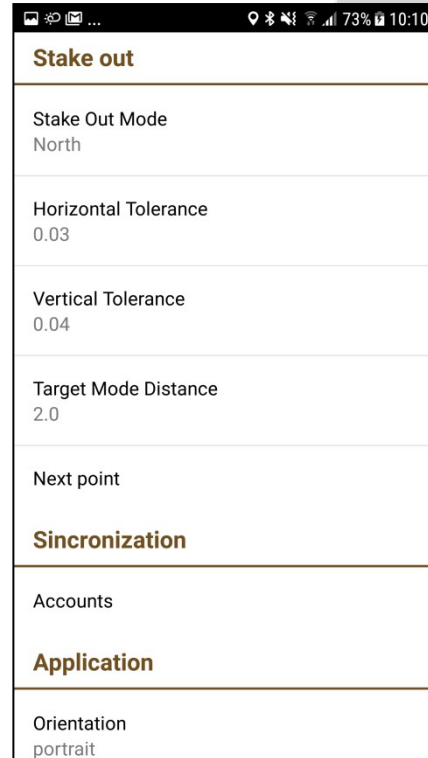 ... 73% 10:10
Stake out
Stake Out Mode
North
Horizontal Tolerance
0.03
Vertical Tolerance
0.04
Target Mode Distance
2.0
Next point
Sincronization
Accounts
Application
Orientation
portrait